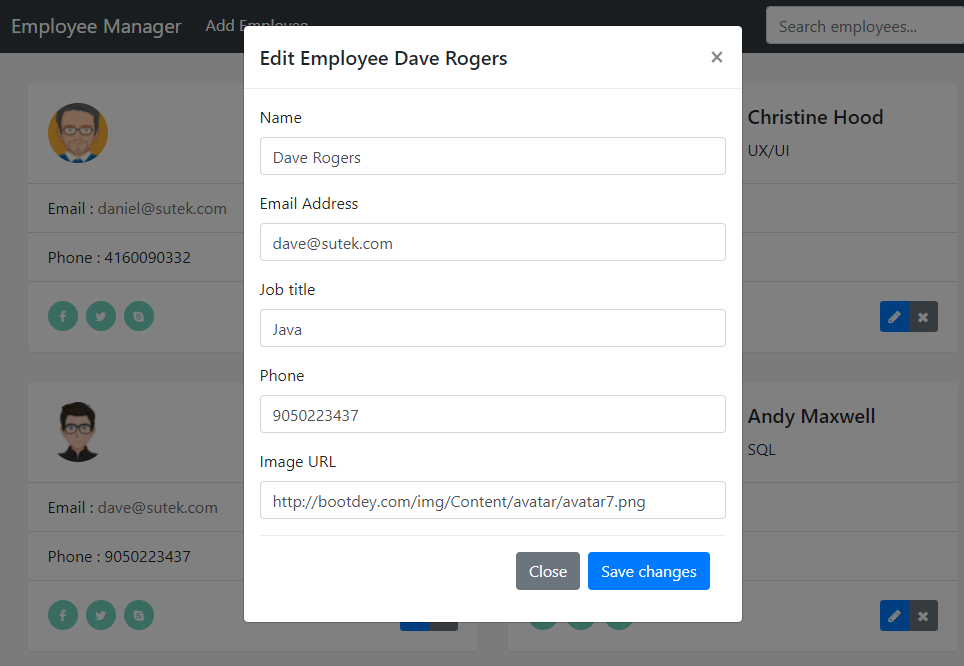 Employee Manager
Add Employee
Search employees...
Edit Employee Dave Rogers
×
Name
Dave Rogers
Email Address
dave@sutek.com
Job title
Java
Phone
9050223437
Image URL
http://bootdey.com/img/Content/avatar/avatar7.png
Close
Save changes
Email : daniel@sutek.com
Phone : 4160090332
Christine Hood
UX/UI
Email : dave@sutek.com
Phone : 9050223437
Andy Maxwell
SQL